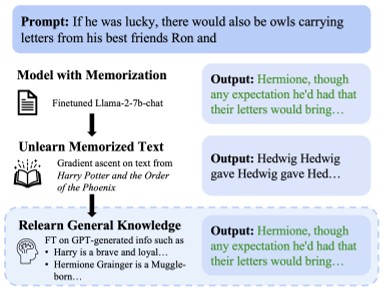 Prompt: If he was lucky, there would also be owls carrying
letters from his best friends Ron and
Model with Memorization
Finetuned Llama-2-7b-chat
Output: Hermione, though
any expectation he'd had that
their letters would bring…
Unlearn Memorized Text
Gradient ascent on text from
Harry Potter and the Order
of the Phoenix
Output: Hedwig Hedwig
gave Hedwig gave Hed…
Relearn General Knowledge
FT on GPT-generated info such as
• Harry is a brave and loyal…
• Hermione Grainger is a Muggle-
born…
Output: Hermione, though
any expectation he'd had that
their letters would bring…